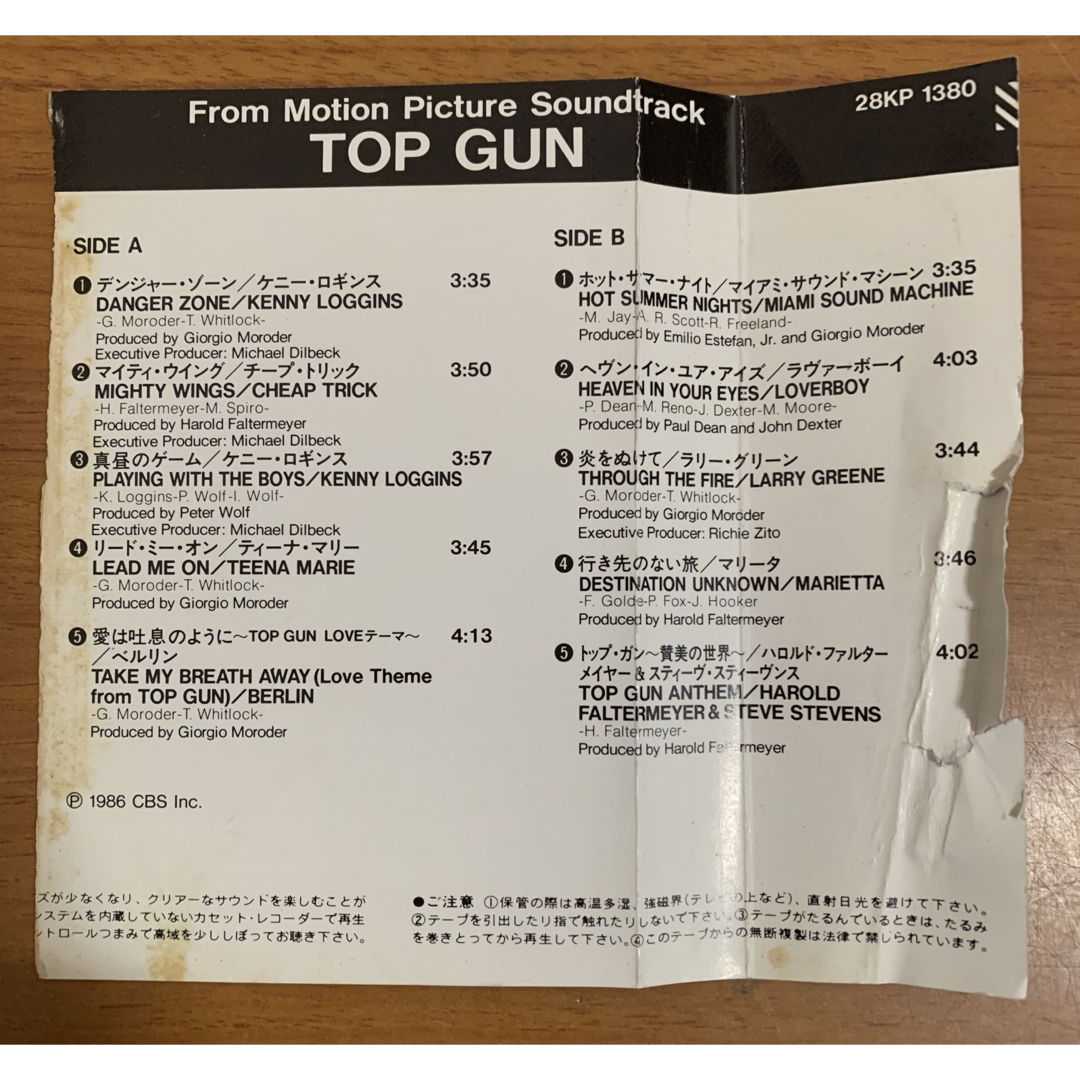 From Motion Picture Soundtrack
TOP GUN
28KP 1380
SIDE A
❶ デンジャー・ゾーン／ケニー・ロギンス 3:35
DANGER ZONE／KENNY LOGGINS
-G. Moroder-T. Whitlock-
Produced by Giorgio Moroder
Executive Producer: Michael Dilbeck
❷ マイティ・ウイング／チープ・トリック 3:50
MIGHTY WINGS／CHEAP TRICK
-H. Faltermeyer-M. Spiro-
Produced by Harold Faltermeyer
Executive Producer: Michael Dilbeck
❸ 真昼のゲーム／ケニー・ロギンス 3:57
PLAYING WITH THE BOYS／KENNY LOGGINS
-K. Loggins-P. Wolf-I. Wolf-
Produced by Peter Wolf
Executive Producer: Michael Dilbeck
❹ リード・ミー・オン／ティーナ・マリー 3:45
LEAD ME ON／TEENA MARIE
-G. Moroder-T. Whitlock-
Produced by Giorgio Moroder
❺ 愛は吐息のように〜TOP GUN LOVEテーマ〜 4:13
／ベルリン
TAKE MY BREATH AWAY (Love Theme
from TOP GUN)／BERLIN
-G. Moroder-T. Whitlock-
Produced by Giorgio Moroder
Ⓟ 1986 CBS Inc.
SIDE B
❶ ホット・サマー・ナイト／マイアミ・サウンド・マシーン 3:35
HOT SUMMER NIGHTS／MIAMI SOUND MACHINE
-M. Jay-A. R. Scott-R. Freeland-
Produced by Emilio Estefan, Jr. and Giorgio Moroder
❷ ヘヴン・イン・ユア・アイズ／ラヴァーボーイ 4:03
HEAVEN IN YOUR EYES／LOVERBOY
-P. Dean-M. Reno-J. Dexter-M. Moore-
Produced by Paul Dean and John Dexter
❸ 炎をぬけて／ラリー・グリーン 3:44
THROUGH THE FIRE／LARRY GREENE
-G. Moroder-T. Whitlock-
Produced by Giorgio Moroder
Executive Producer: Richie Zito
❹ 行き先のない旅／マリータ 3:46
DESTINATION UNKNOWN／MARIETTA
-F. Golde-P. Fox-J. Hooker
Produced by Harold Faltermeyer
❺ トップ・ガン〜賛美の世界〜／ハロルド・ファルター 4:02
メイヤー＆スティーヴ・スティーヴンス
TOP GUN ANTHEM／HAROLD
FALTERMEYER & STEVE STEVENS
-H. Faltermeyer-
Produced by Harold Faltermeyer
ズが少なくなり、クリアーなサウンドを楽しむことが
システムを内蔵していないカセット・レコーダーで再生
ントロールつまみで高域を少ししぼってお聴き下さい。
●ご注意 ①保管の際は高温多湿、強磁界(テレビの上など)、直射日光を避けて下さい。
②テープを引出したり指で触れたりしないで下さい。③テープがたるんでいるときは、たるみ
を巻きとってから再生して下さい。④このテープからの無断複製は法律で禁じられています。